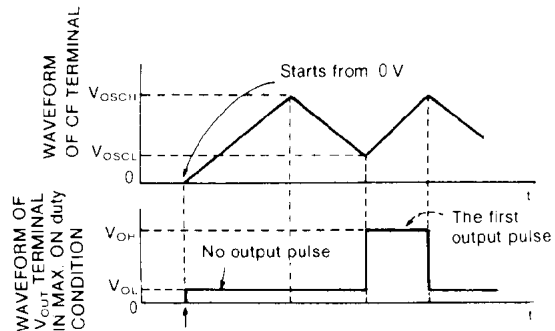 WAVEFORM
OF CF TERMINAL
Starts from 0 V
VOSCH
VOSCL
0
t
WAVEFORM OF
VOUT TERMINAL
IN MAX. ON duty
CONDITION
VOH
No output pulse
The first
output pulse
VOL
0
t